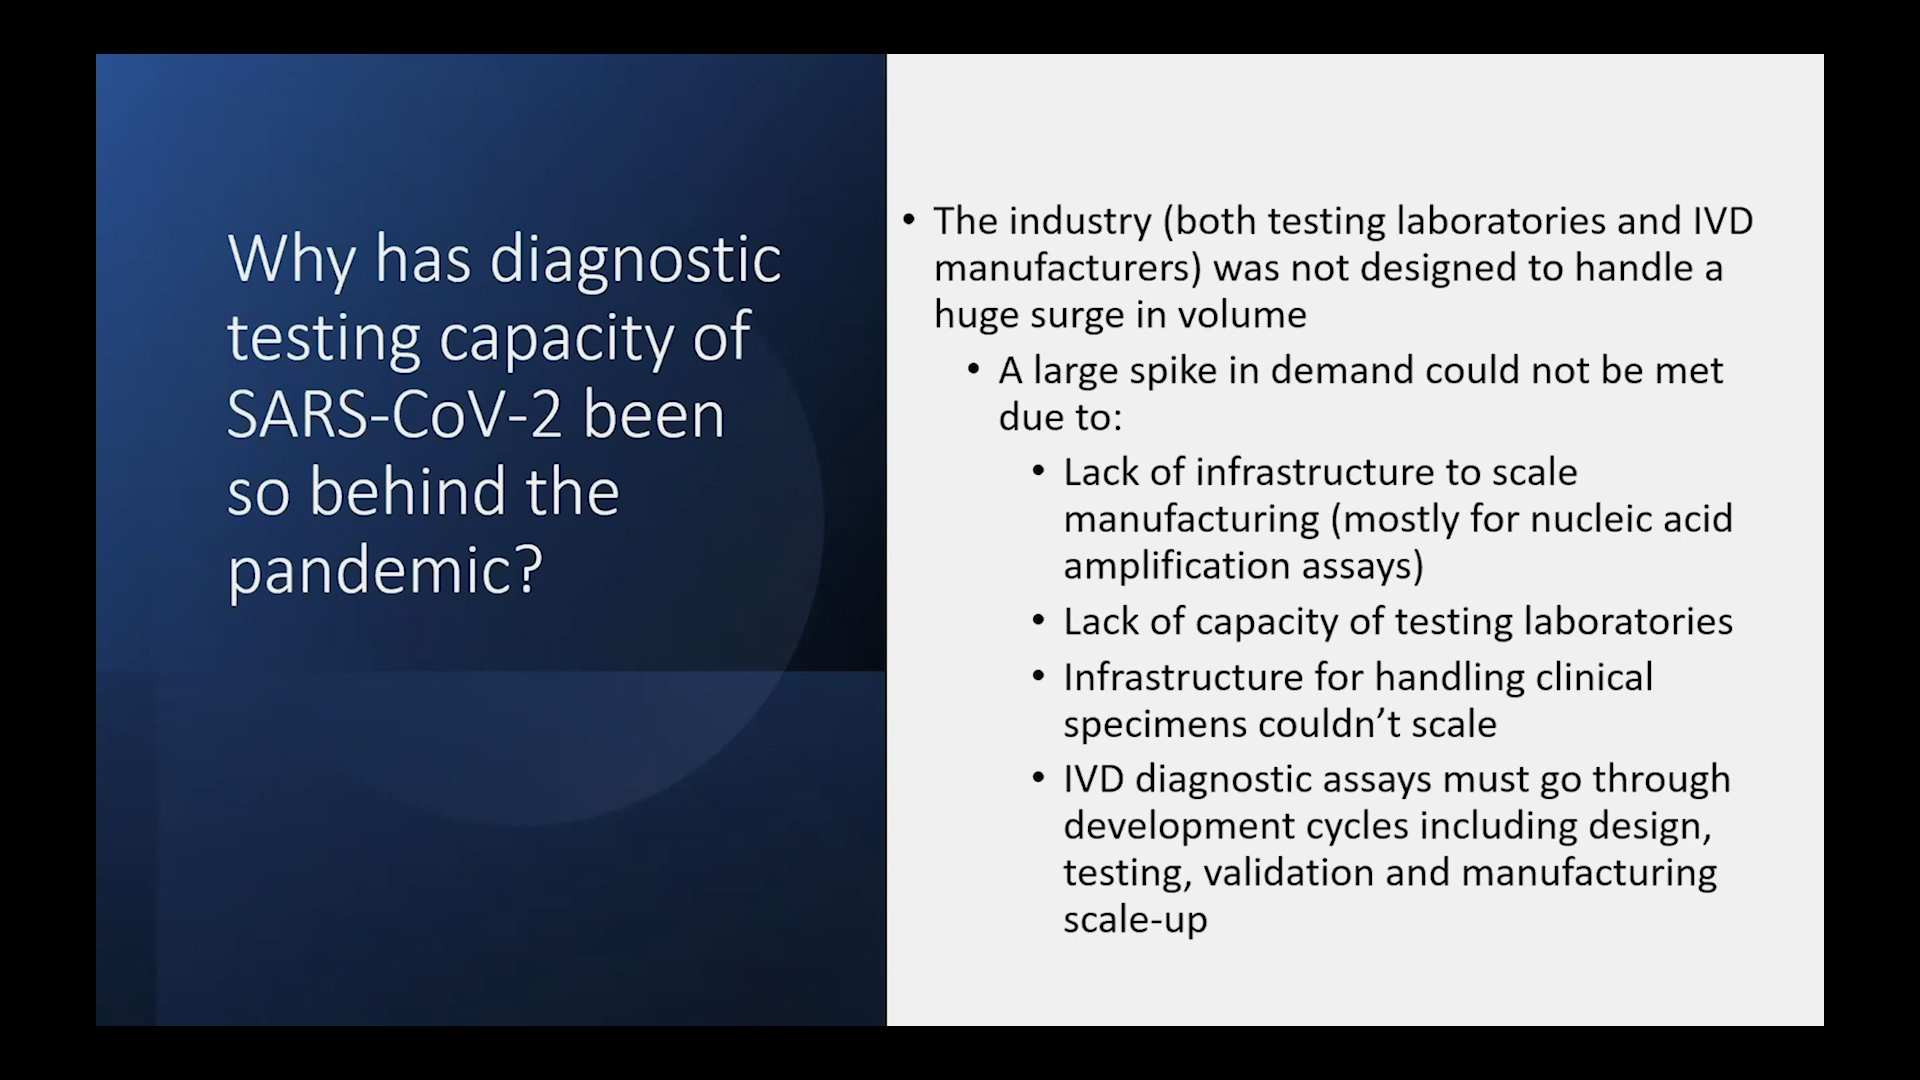 Why has diagnostic
testing capacity of
SARS-CoV-2 been
so behind the
pandemic?
• The industry (both testing laboratories and IVD
manufacturers) was not designed to handle a
huge surge in volume
• A large spike in demand could not be met
due to:
• Lack of infrastructure to scale
manufacturing (mostly for nucleic acid
amplification assays)
• Lack of capacity of testing laboratories
• Infrastructure for handling clinical
specimens couldn’t scale
• IVD diagnostic assays must go through
development cycles including design,
testing, validation and manufacturing
scale-up